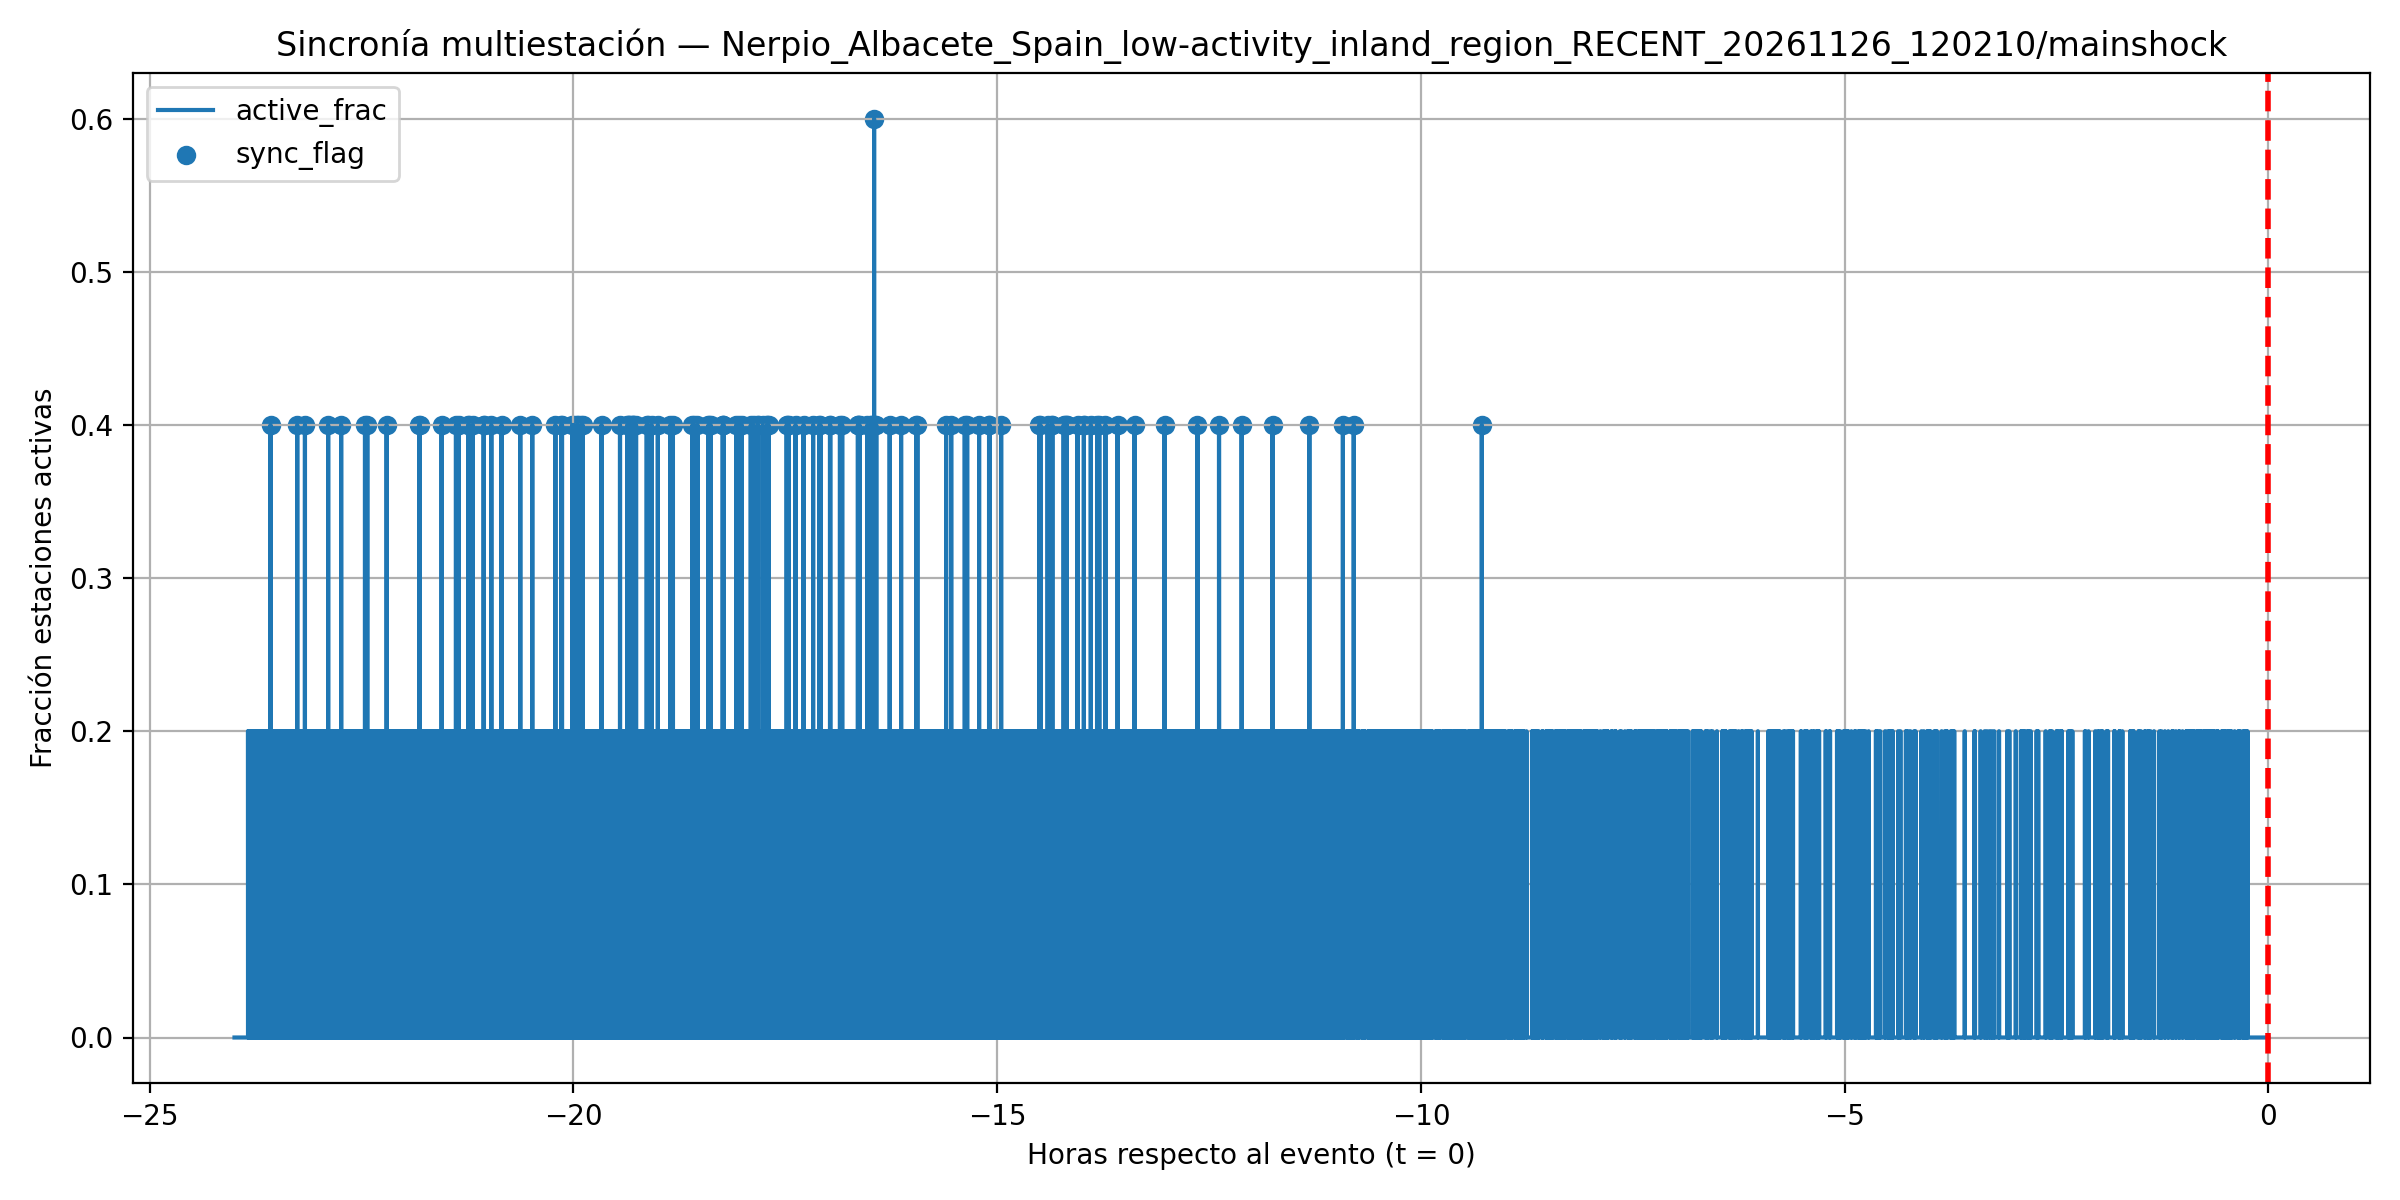 Sincronía multiestación — Nerpio_Albacete_Spain_low-activity_inland_region_RECENT_20261126_120210/mainshock
active_frac
sync_flag
Fracción estaciones activas
0.6
0.5
0.4
0.3
0.2
0.1
0.0
−25 −20 −15 −10 −5 0
Horas respecto al evento (t = 0)